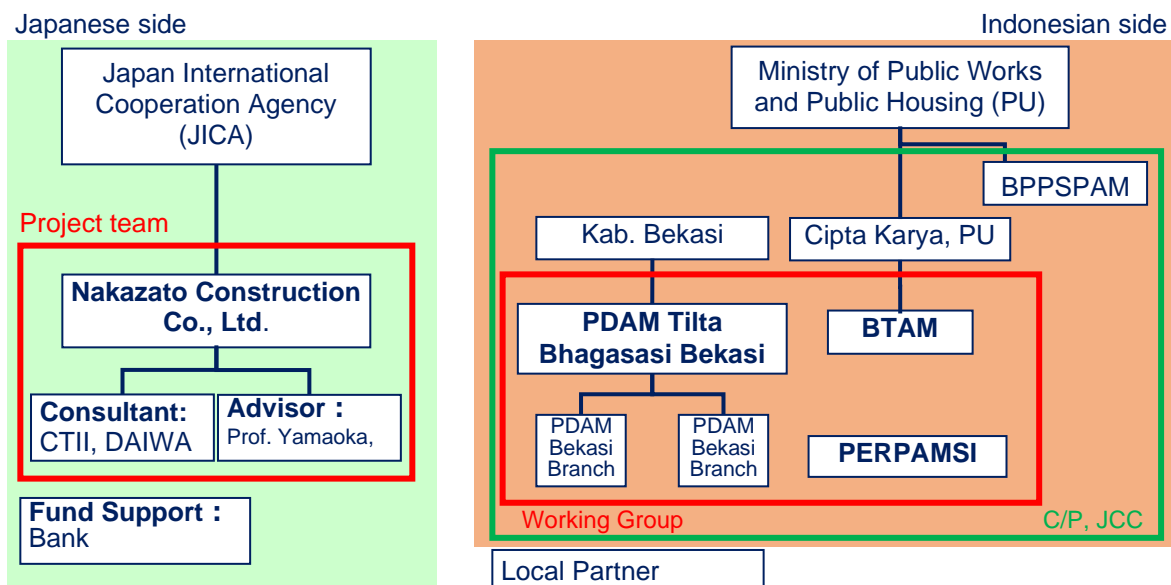 Japanese side
Japan International
Cooperation Agency
(JICA)
Project team
Nakazato Construction
Co., Ltd.
Consultant:
CTII, DAIWA
Advisor：
Prof. Yamaoka,
Fund Support：
Bank
Indonesian side
Ministry of Public Works
and Public Housing (PU)
BPPSPAM
Kab. Bekasi
Cipta Karya, PU
PDAM Tilta
Bhagasasi Bekasi
BTAM
PDAM
Bekasi
Branch
PDAM
Bekasi
Branch
PERPAMSI
Working Group
C/P, JCC
Local Partner